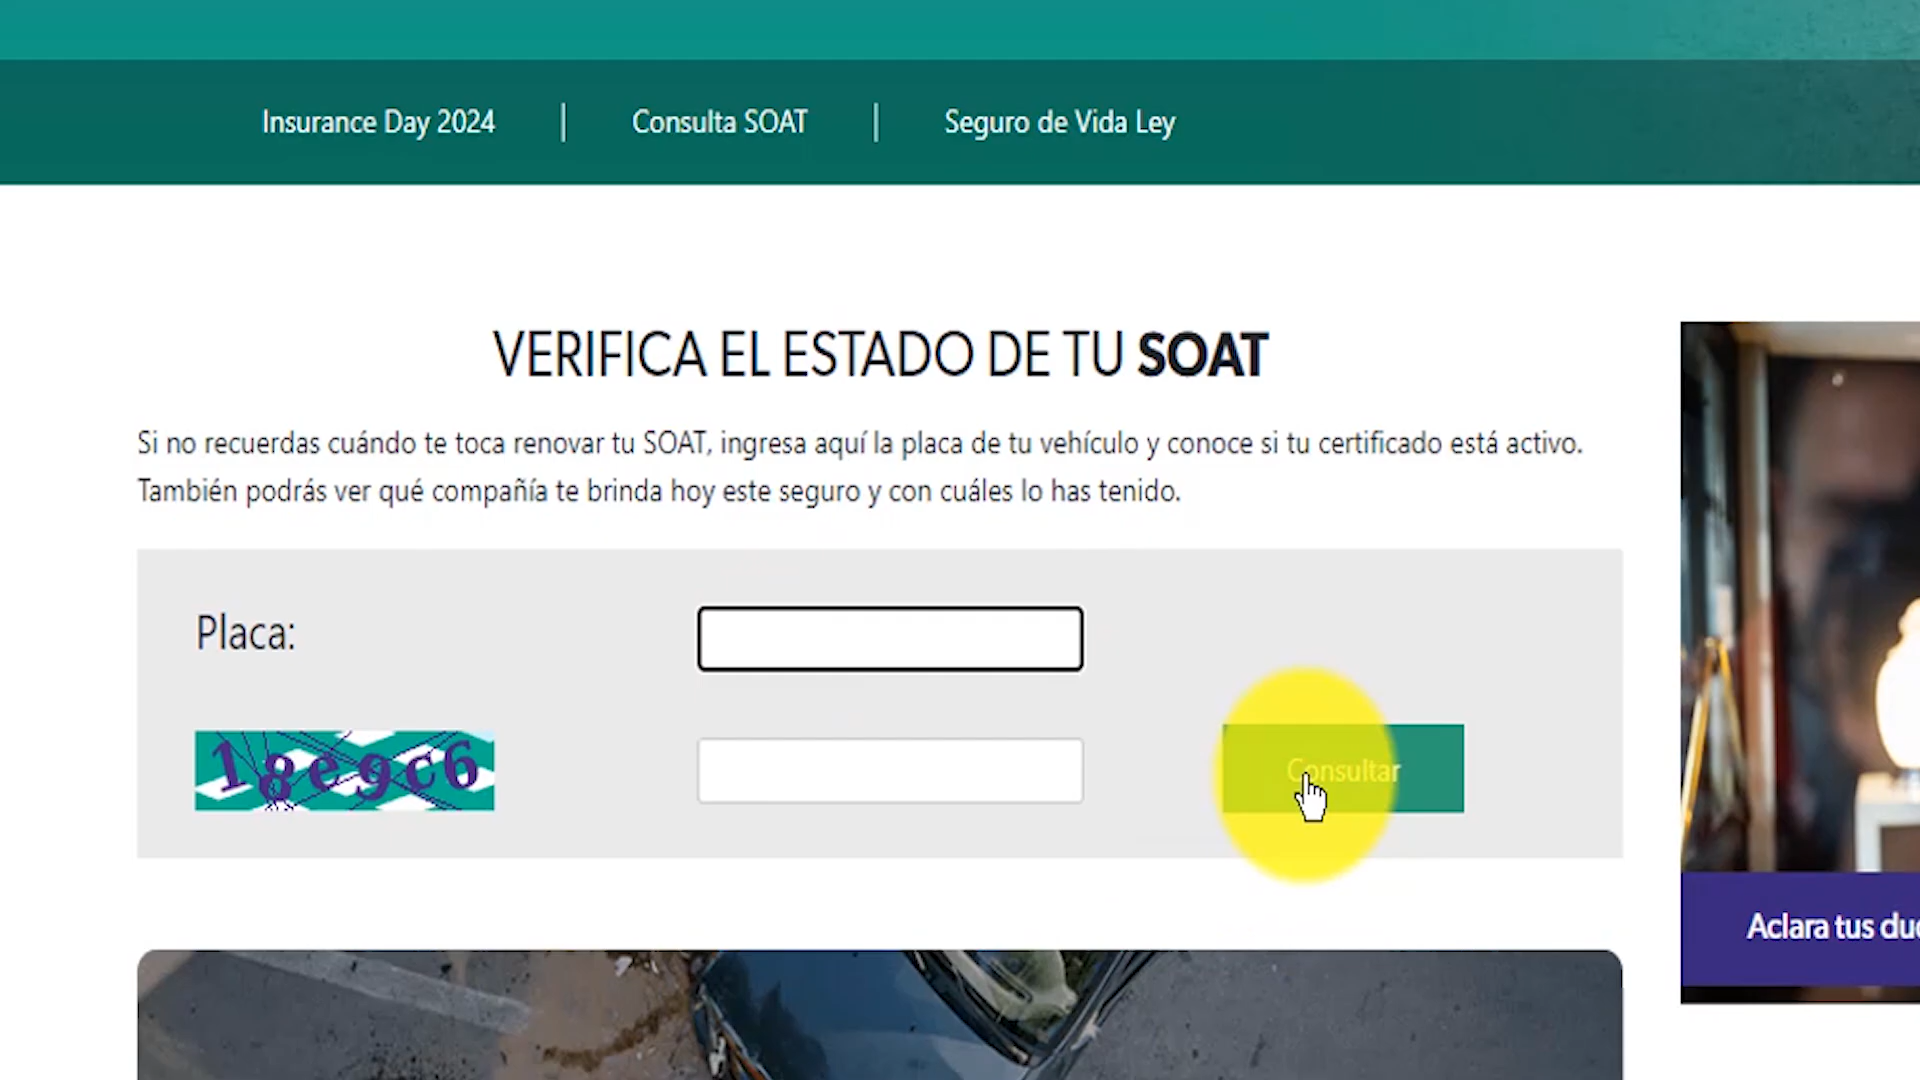 Insurance Day 2024 | Consulta SOAT | Seguro de Vida Ley
VERIFICA EL ESTADO DE TU SOAT
Si no recuerdas cuándo te toca renovar tu SOAT, ingresa aquí la placa de tu vehículo y conoce si tu certificado está activo.
También podrás ver qué compañía te brinda hoy este seguro y con cuáles lo has tenido.
Placa:
18e9c6
Consultar
Aclara tus